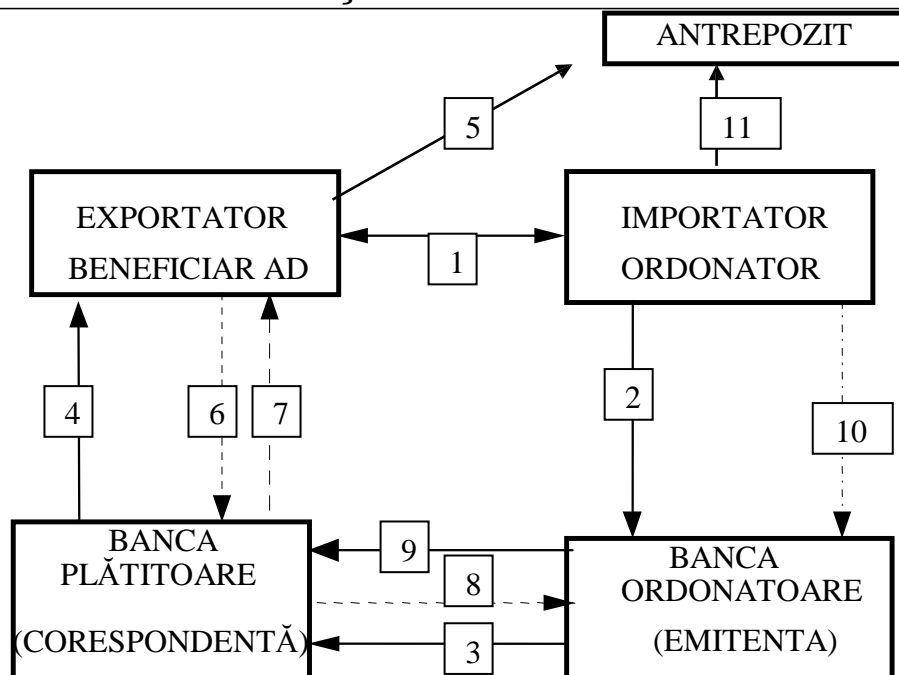 ANTREPOZIT
5
11
EXPORTATOR
BENEFICIAR AD
IMPORTATOR
ORDONATOR
1
4
6
7
2
10
BANCA
PLĂTITOARE
(CORESPONDENTĂ)
9
8
3
BANCA
ORDONATOARE
(EMITENTA)